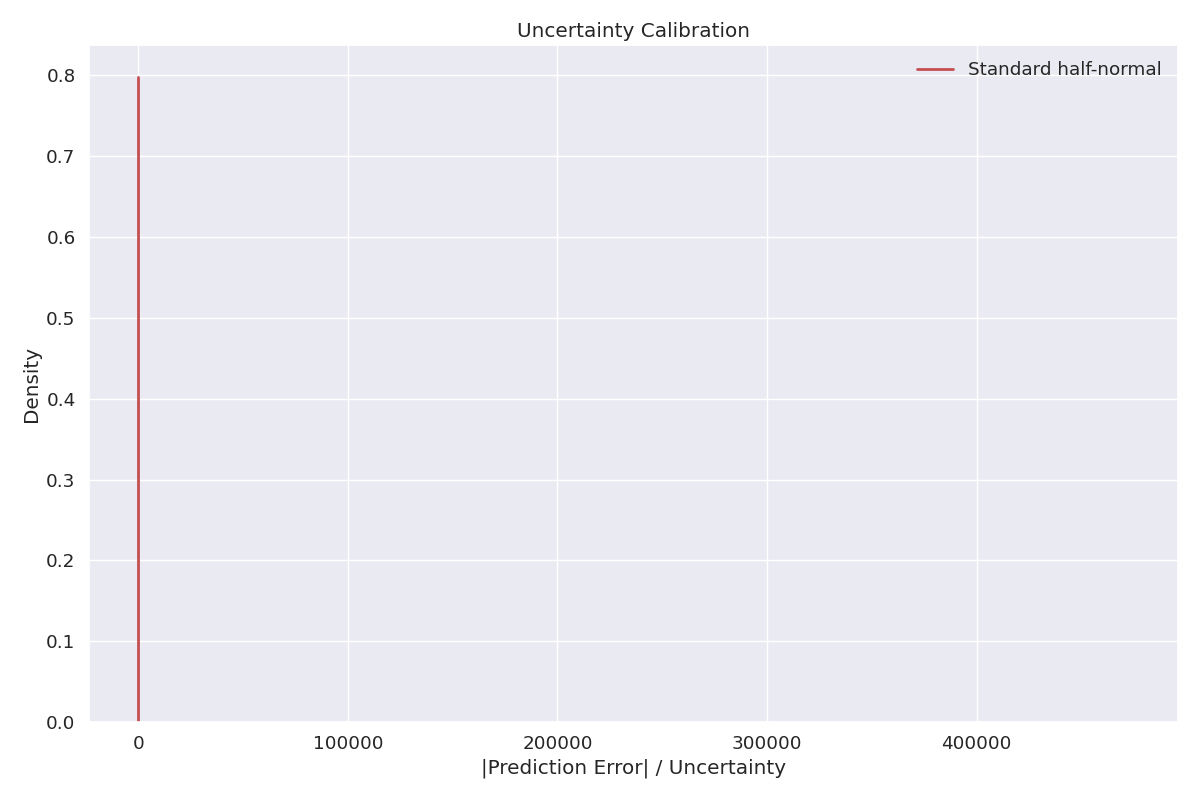 Uncertainty Calibration
Standard half-normal
Density
0.8
0.7
0.6
0.5
0.4
0.3
0.2
0.1
0.0
0 100000 200000 300000 400000
|Prediction Error| / Uncertainty